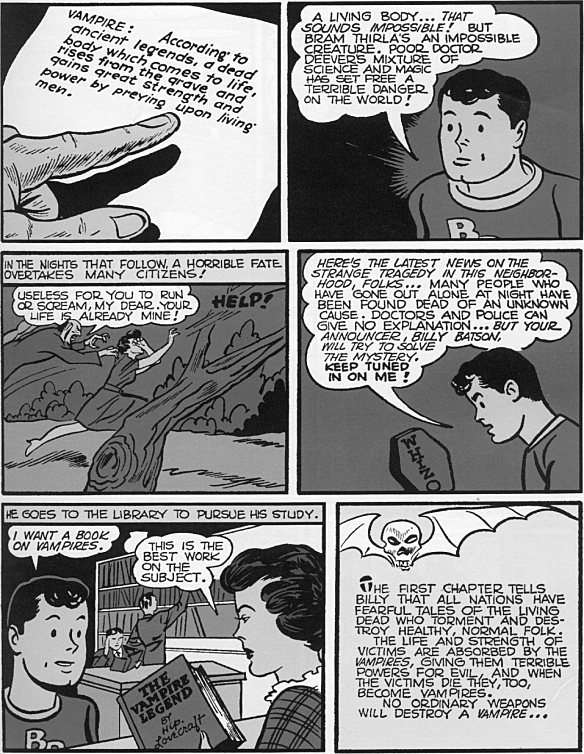 VAMPIRE:
According to
ancient legends, a dead
body which comes to life,
rises from the grave and
gains great strength and
power by preying upon living
men.
A LIVING BODY... THAT
SOUNDS IMPOSSIBLE! BUT
BRAM THIRLA'S AN IMPOSSIBLE
CREATURE. POOR DOCTOR
DEEVER'S MIXTURE OF
SCIENCE AND MAGIC
HAS SET FREE A
TERRIBLE DANGER
ON THE WORLD!
B
IN THE NIGHTS THAT FOLLOW, A HORRIBLE FATE
OVERTAKES MANY CITIZENS!
USELESS FOR YOU TO RUN
OR SCREAM, MY DEAR. YOUR
LIFE IS ALREADY MINE!
HELP!
HERE'S THE LATEST NEWS ON THE
STRANGE TRAGEDY IN THIS NEIGHBOR-
HOOD, FOLKS... MANY PEOPLE WHO
HAVE GONE OUT ALONE AT NIGHT HAVE
BEEN FOUND DEAD OF AN UNKNOWN
CAUSE. DOCTORS AND POLICE CAN
GIVE NO EXPLANATION... BUT YOUR
ANNOUNCER, BILLY BATSON,
WILL TRY TO SOLVE
THE MYSTERY.
KEEP TUNED
IN ON ME!
WHIZ
HE GOES TO THE LIBRARY TO PURSUE HIS STUDY.
I WANT A BOOK
ON VAMPIRES.
THIS IS THE
BEST WORK
ON THE
SUBJECT.
THE
VAMPIRE
LEGEND
BY
H.P.
Lovecraft
B
THE FIRST CHAPTER TELLS
BILLY THAT ALL NATIONS HAVE
FEARFUL TALES OF THE LIVING
DEAD WHO TORMENT AND DES-
TROY HEALTHY, NORMAL FOLK.
THE LIFE AND STRENGTH OF
VICTIMS ARE ABSORBED BY THE
VAMPIRES, GIVING THEM TERRIBLE
POWERS FOR EVIL, AND WHEN
THE VICTIMS DIE THEY, TOO,
BECOME VAMPIRES.
NO ORDINARY WEAPONS
WILL DESTROY A VAMPIRE...